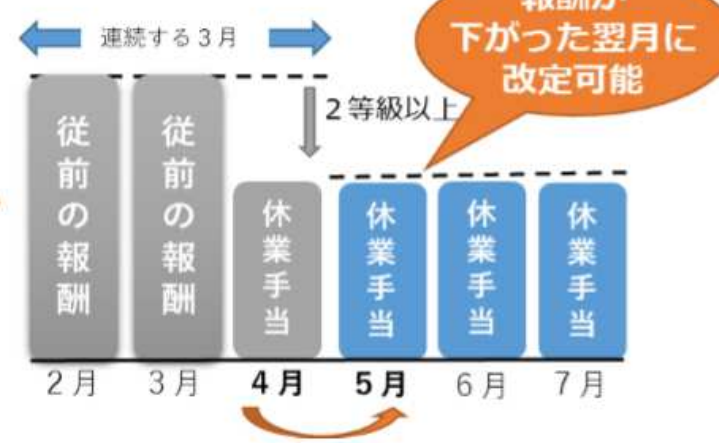 連続する3月
報酬が
下がった翌月に
改定可能
2等級以上
従前の報酬
従前の報酬
休業手当
休業手当
休業手当
休業手当
2月
3月
4月
5月
6月
7月